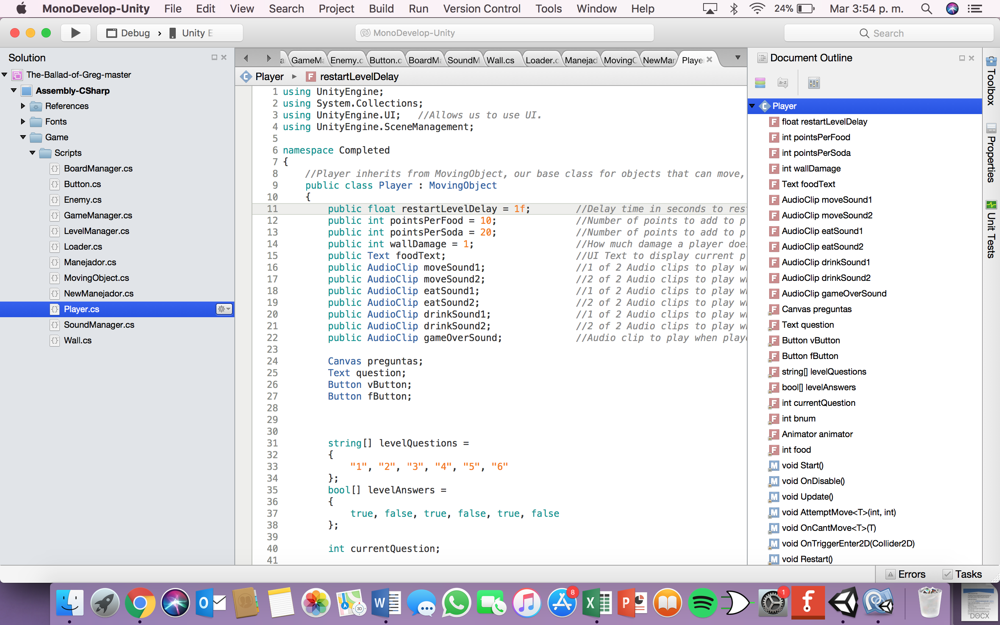 MonoDevelop-Unity File Edit View Search Project Build Run Version Control Tools Window Help 24% Mar 3:54 p. m.
Debug › Unity E
MonoDevelop-Unity
Search
Solution
The-Ballad-of-Greg-master
Assembly-CSharp
References
Fonts
Game
Scripts
BoardManager.cs
Button.cs
Enemy.cs
GameManager.cs
LevelManager.cs
Loader.cs
Manejador.cs
MovingObject.cs
NewManejador.cs
Player.cs
SoundManager.cs
Wall.cs
GameMa Enemy.c Button.c BoardMa SoundM Wall.cs Loader.c Manejad MovingC NewMar Playe
Player restartLevelDelay
1 using UnityEngine;
2 using System.Collections;
3 using UnityEngine.UI; //Allows us to use UI.
4 using UnityEngine.SceneManagement;
5
6 namespace Completed
7 {
8 //Player inherits from MovingObject, our base class for objects that can move,
9 public class Player : MovingObject
10 {
11 public float restartLevelDelay = 1f; //Delay time in seconds to res
12 public int pointsPerFood = 10; //Number of points to add to p
13 public int pointsPerSoda = 20; //Number of points to add to p
14 public int wallDamage = 1; //How much damage a player doe
15 public Text foodText; //UI Text to display current p
16 public AudioClip moveSound1; //1 of 2 Audio clips to play w
17 public AudioClip moveSound2; //2 of 2 Audio clips to play w
18 public AudioClip eatSound1; //1 of 2 Audio clips to play w
19 public AudioClip eatSound2; //2 of 2 Audio clips to play w
20 public AudioClip drinkSound1; //1 of 2 Audio clips to play w
21 public AudioClip drinkSound2; //2 of 2 Audio clips to play w
22 public AudioClip gameOverSound; //Audio clip to play when play
23
24 Canvas preguntas;
25 Text question;
26 Button vButton;
27 Button fButton;
28
29
30
31 string[] levelQuestions =
32 {
33 "1", "2", "3", "4", "5", "6"
34 };
35 bool[] levelAnswers =
36 {
37 true, false, true, false, true, false
38 };
39
40 int currentQuestion;
41
Document Outline
Player
float restartLevelDelay
int pointsPerFood
int pointsPerSoda
int wallDamage
Text foodText
AudioClip moveSound1
AudioClip moveSound2
AudioClip eatSound1
AudioClip eatSound2
AudioClip drinkSound1
AudioClip drinkSound2
AudioClip gameOverSound
Canvas preguntas
Text question
Button vButton
Button fButton
string[] levelQuestions
bool[] levelAnswers
int currentQuestion
int bnum
Animator animator
int food
void Start()
void OnDisable()
void Update()
void AttemptMove<T>(int, int)
void OnCantMove<T>(T)
void OnTriggerEnter2D(Collider2D)
void Restart()
Toolbox
Properties
Unit Tests
Errors Tasks
8
1
3D
DOCX